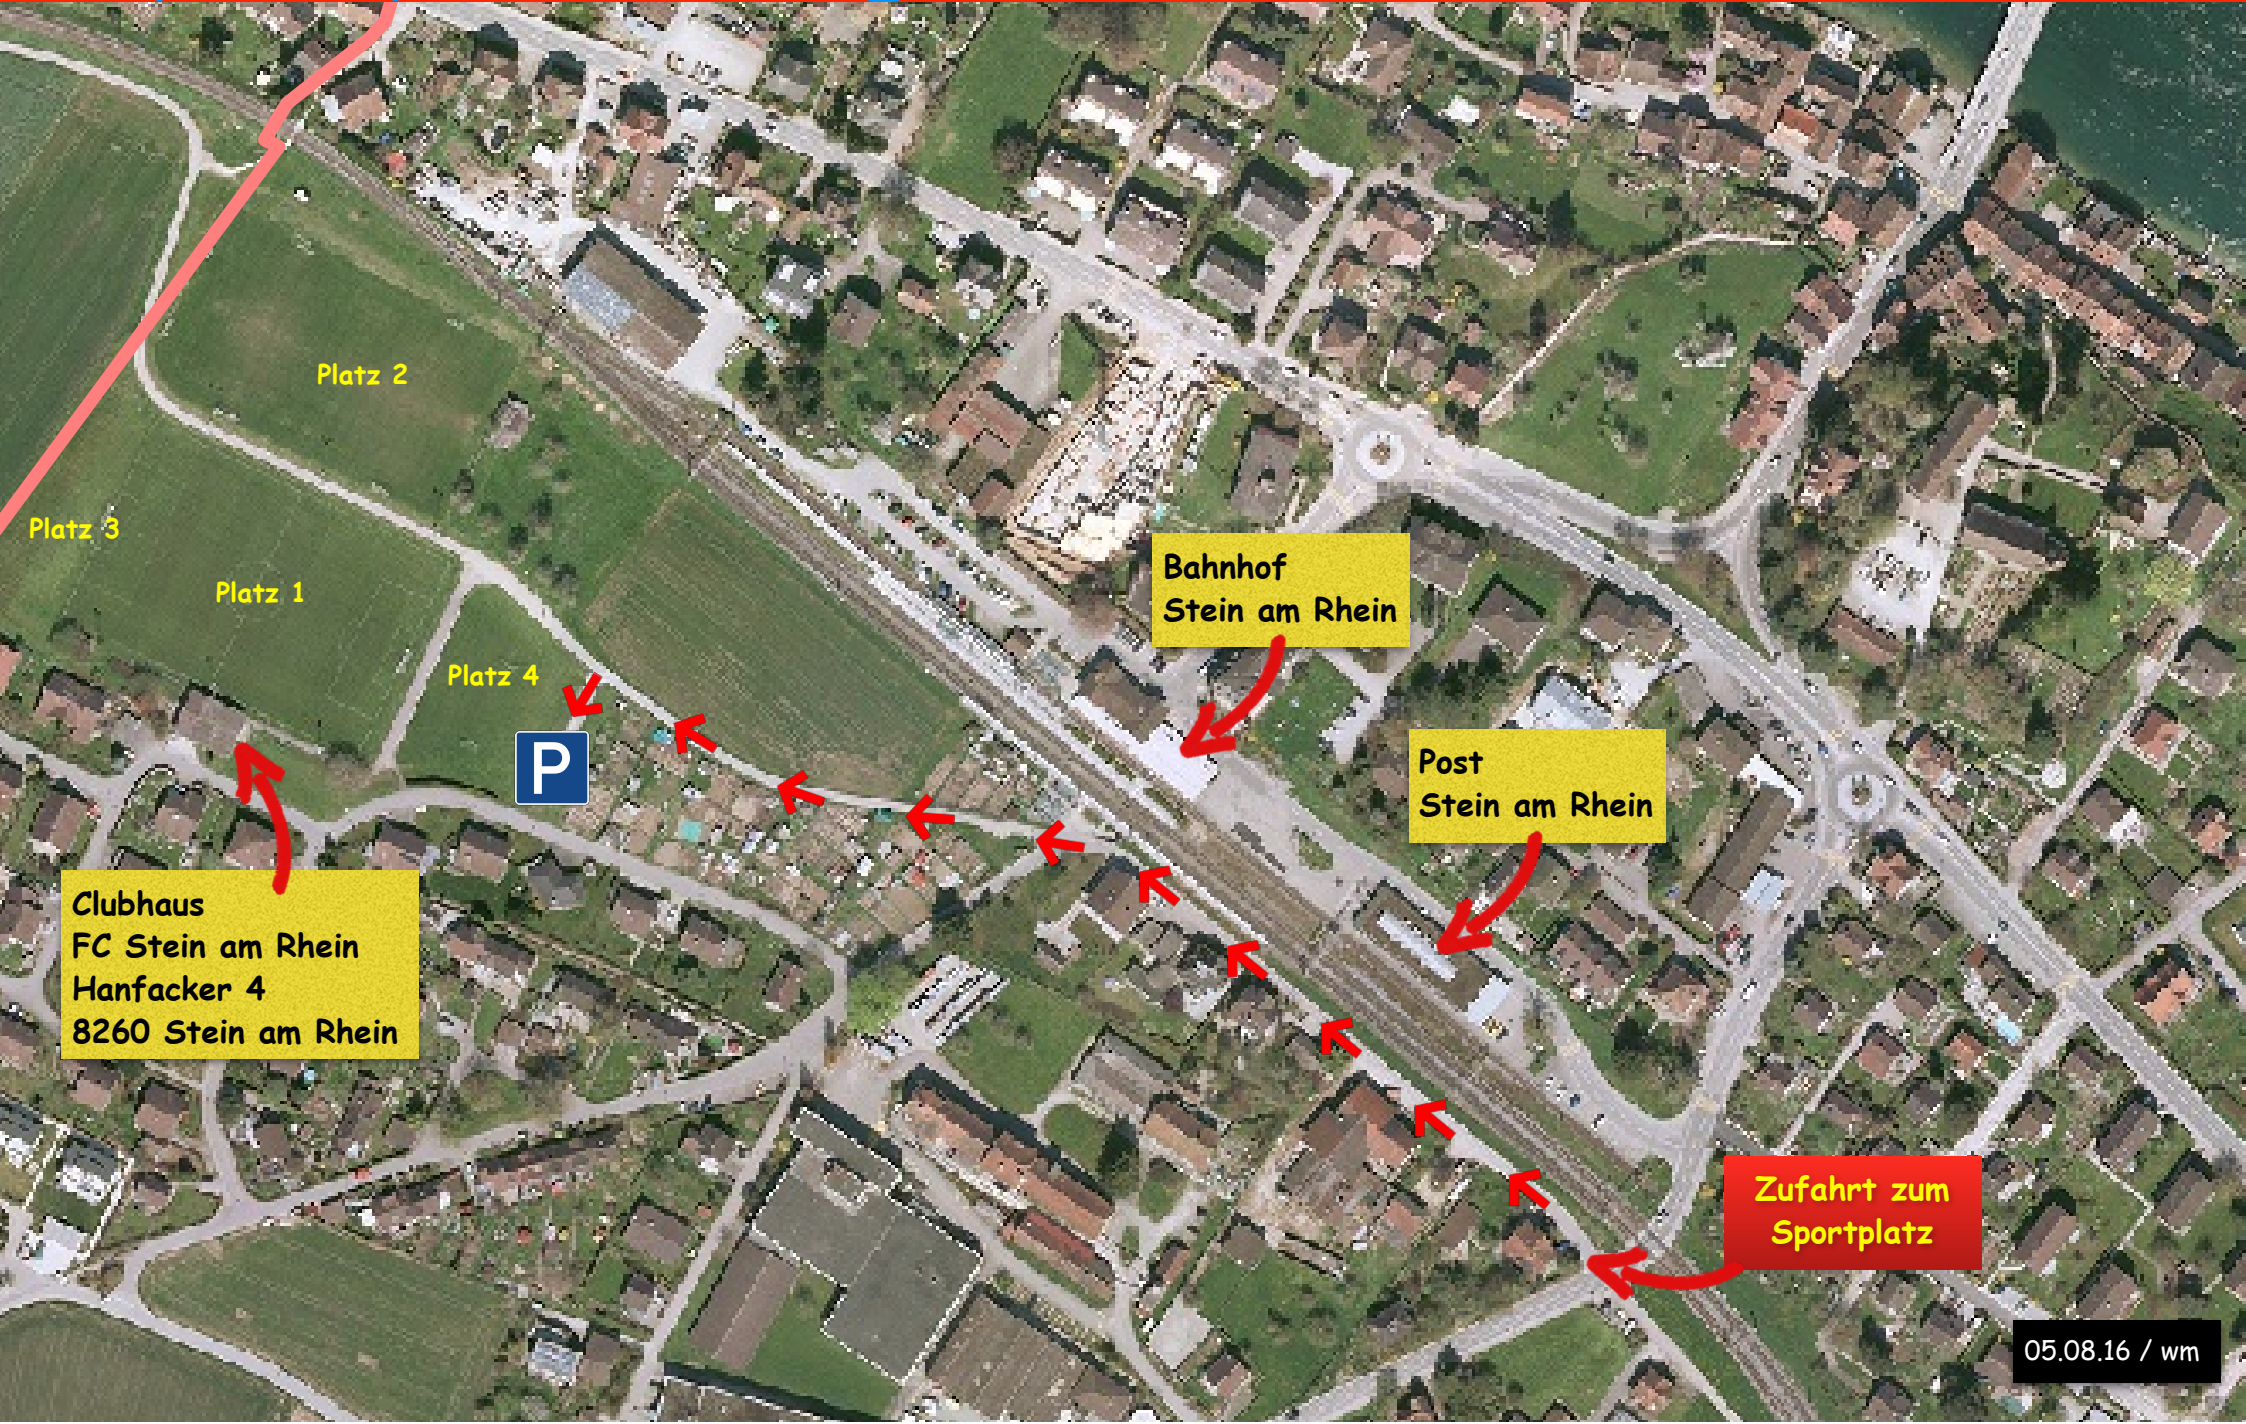 Platz 2
Platz 3
Platz 1
Platz 4
P
Bahnhof
Stein am Rhein
Post
Stein am Rhein
Clubhaus
FC Stein am Rhein
Hanfacker 4
8260 Stein am Rhein
Zufahrt zum
Sportplatz
05.08.16 / wm